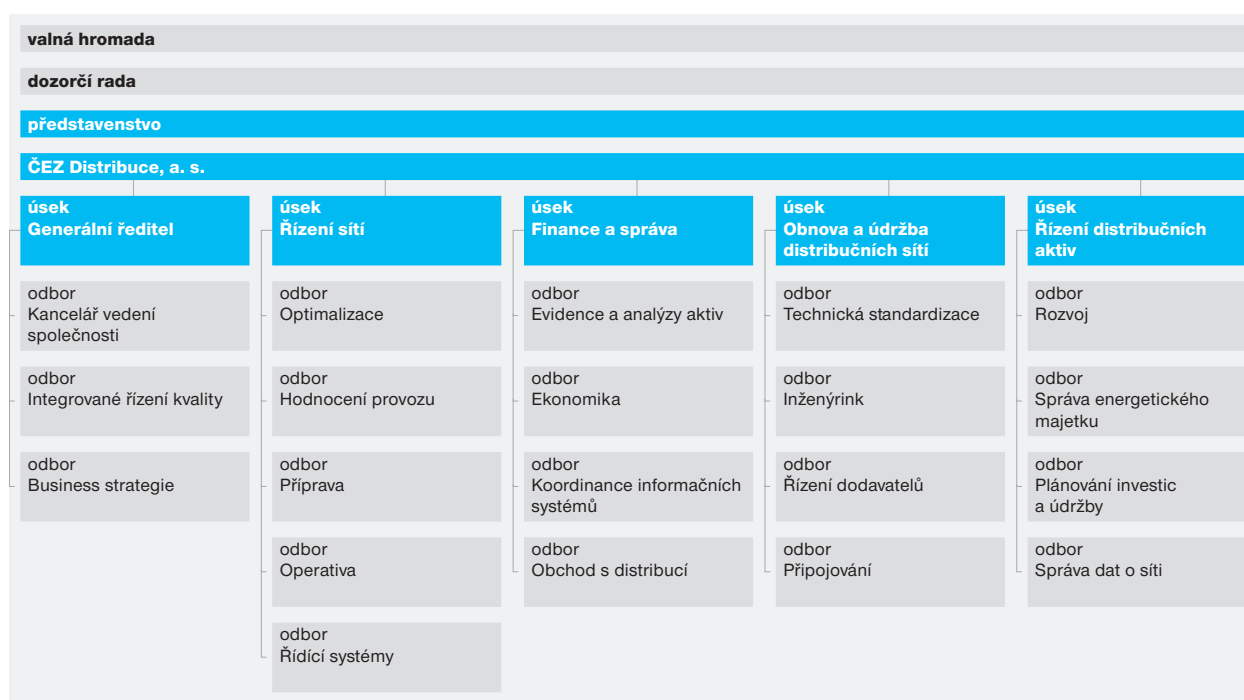 valná hromada
dozorčí rada
představenstvo
ČEZ Distribuce, a. s.
úsek
Generální ředitel
odbor
Kancelář vedení
společnosti
odbor
Integrované řízení kvality
odbor
Business strategie
úsek
Řízení sítí
odbor
Optimalizace
odbor
Hodnocení provozu
odbor
Příprava
odbor
Operativa
odbor
Řídící systémy
úsek
Finance a správa
odbor
Evidence a analýzy aktiv
odbor
Ekonomika
odbor
Koordinance informačních
systémů
odbor
Obchod s distribucí
úsek
Obnova a údržba
distribučních sítí
odbor
Technická standardizace
odbor
Inženýrink
odbor
Řízení dodavatelů
odbor
Připojování
úsek
Řízení distribučních
aktiv
odbor
Rozvoj
odbor
Správa energetického
majetku
odbor
Plánování investic
a údržby
odbor
Správa dat o síti